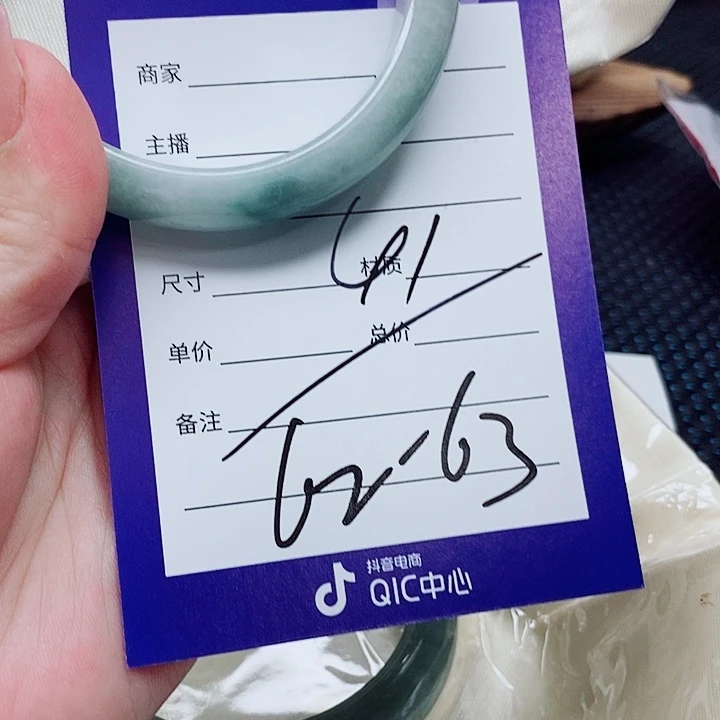 商家
主播
41
尺寸 材质
单价 总价
备注
62-63
抖音电商
QIC中心